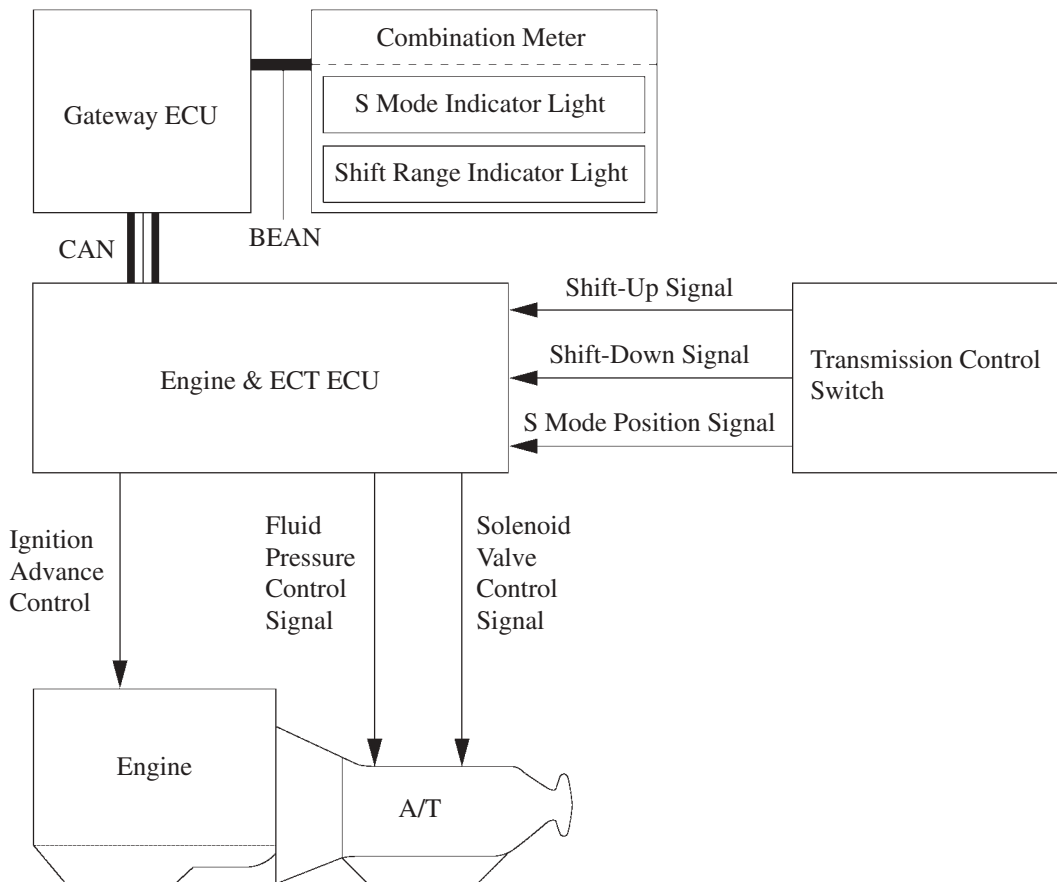 Combination Meter
Gateway ECU
S Mode Indicator Light
Shift Range Indicator Light
CAN
BEAN
Shift-Up Signal
Shift-Down Signal
S Mode Position Signal
Engine & ECT ECU
Transmission Control
Switch
Ignition
Advance
Control
Fluid
Pressure
Control
Signal
Solenoid
Valve
Control
Signal
Engine
A/T